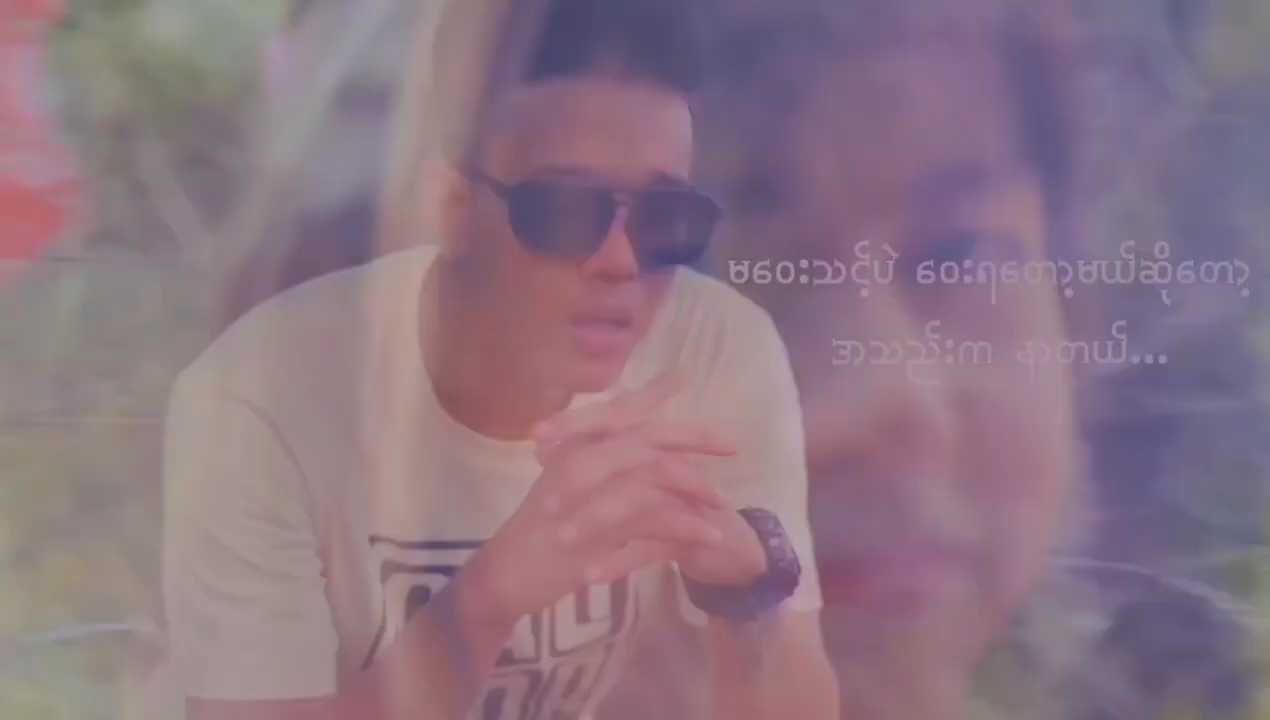 မဝေးသင့်ပဲ ဝေးရတော့မယ်ဆိုတော့
အသည်းက နာတယ်...